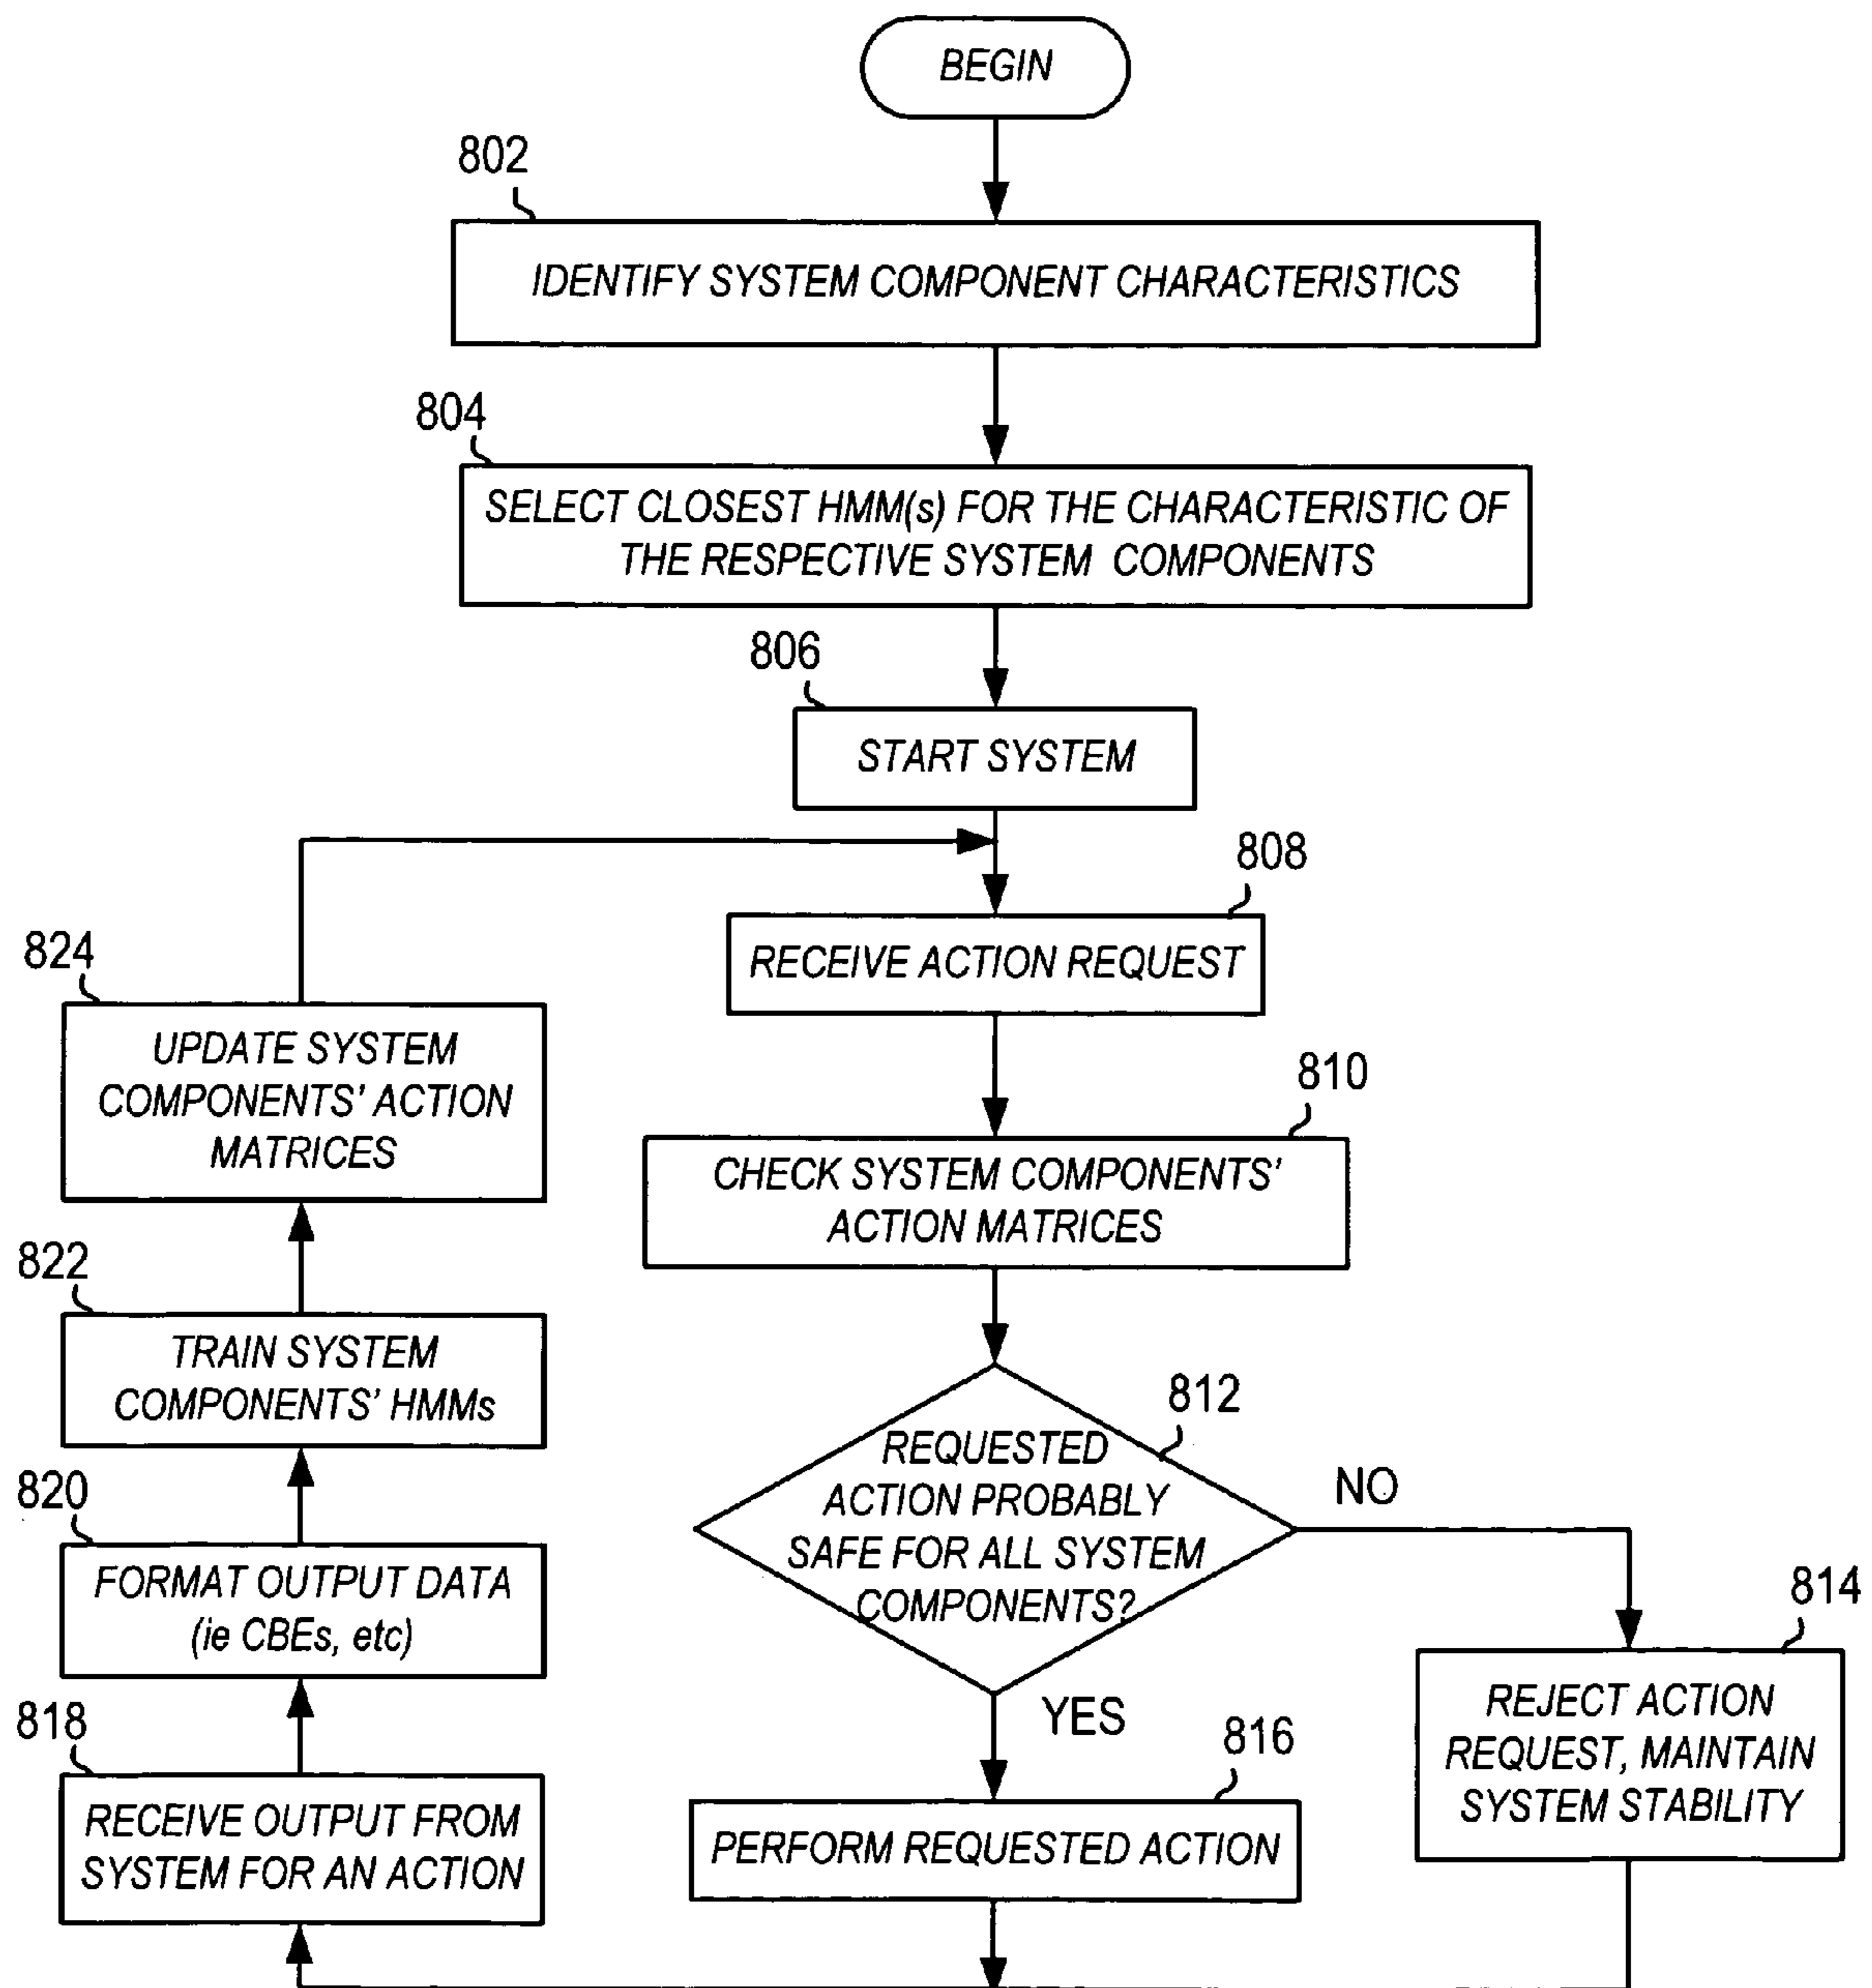 BEGIN
802
IDENTIFY SYSTEM COMPONENT CHARACTERISTICS
804
SELECT CLOSEST HMM(s) FOR THE CHARACTERISTIC OF
THE RESPECTIVE SYSTEM COMPONENTS
806
START SYSTEM
808
RECEIVE ACTION REQUEST
810
CHECK SYSTEM COMPONENTS'
ACTION MATRICES
812
REQUESTED
ACTION PROBABLY
SAFE FOR ALL SYSTEM
COMPONENTS?
NO
814
REJECT ACTION
REQUEST, MAINTAIN
SYSTEM STABILITY
YES
816
PERFORM REQUESTED ACTION
818
RECEIVE OUTPUT FROM
SYSTEM FOR AN ACTION
820
FORMAT OUTPUT DATA
(ie CBEs, etc)
822
TRAIN SYSTEM
COMPONENTS' HMMs
824
UPDATE SYSTEM
COMPONENTS' ACTION
MATRICES